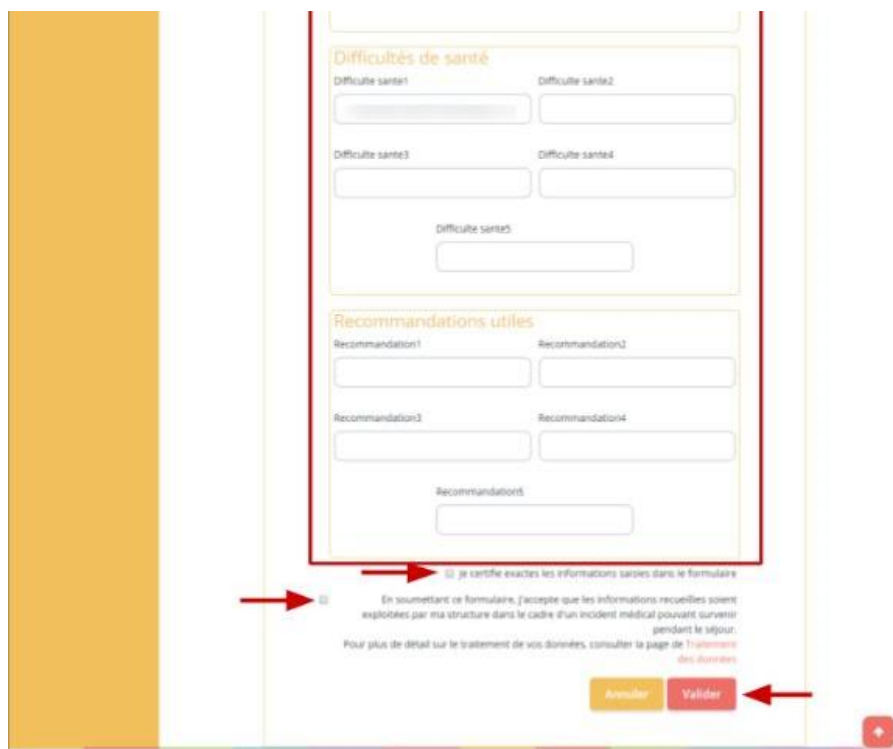 Difficultés de santé
Difficulte sante1 Difficulte sante2
Difficulte sante3 Difficulte sante4
Difficulte sante5
Recommandations utiles
Recommandation1 Recommandation2
Recommandation3 Recommandation4
Recommandation5
Je certifie exactes les informations saisies dans le formulaire
En soumettant ce formulaire, j'accepte que les informations recueillies soient
exploitées par ma structure dans le cadre d'un incident médical pouvant survenir
pendant le séjour.
Pour plus de détail sur le traitement de vos données, consulter la page de Traitement
des données
Annuler Valider